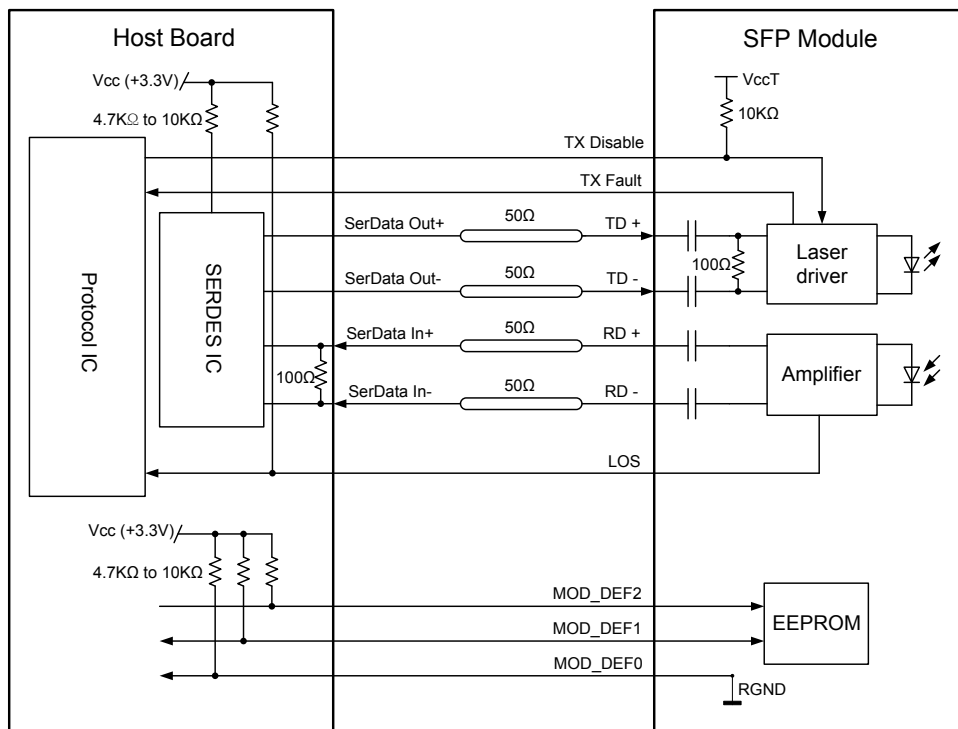 Host Board
SFP Module
Vcc (+3.3V)
VccT
4.7KΩ to 10KΩ
10KΩ
TX Disable
TX Fault
SerData Out+
50Ω
TD +
Protocol IC
SERDES IC
100Ω
Laser
driver
SerData Out-
50Ω
TD -
SerData In+
50Ω
RD +
100Ω
Amplifier
SerData In-
50Ω
RD -
LOS
Vcc (+3.3V)
4.7KΩ to 10KΩ
MOD_DEF2
EEPROM
MOD_DEF1
MOD_DEF0
RGND